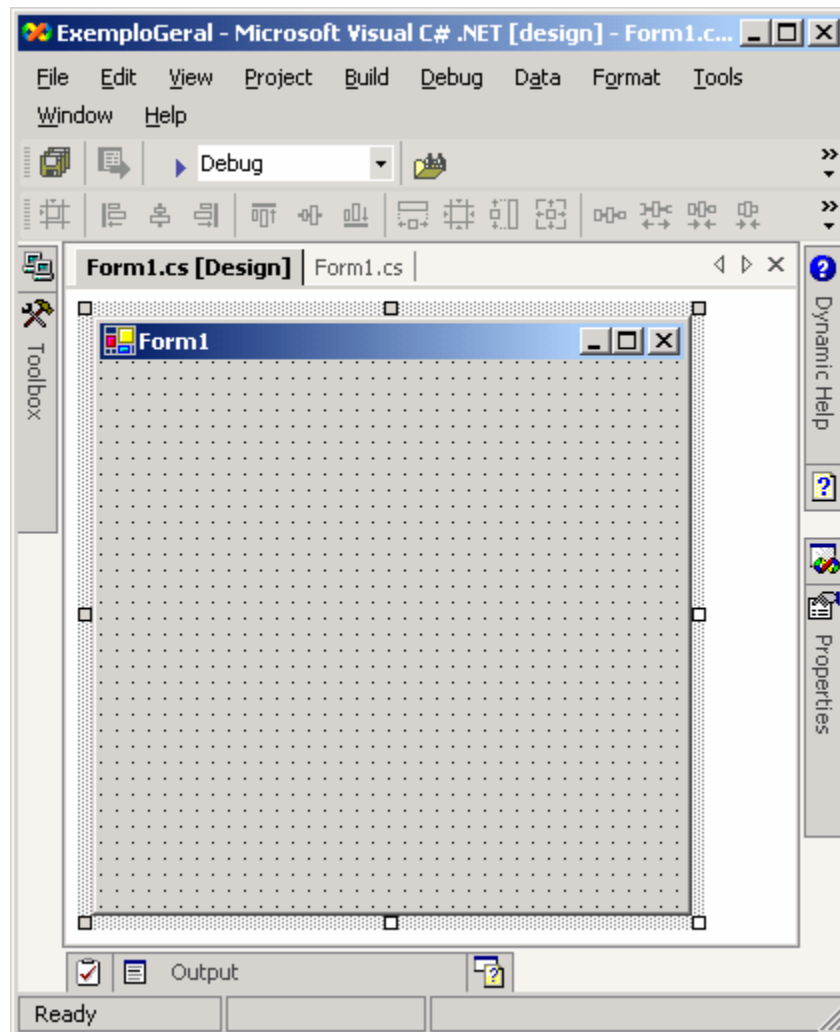 ExemploGeral - Microsoft Visual C# .NET [design] - Form1.c...
File Edit View Project Build Debug Data Format Tools
Window Help
Debug
Form1.cs [Design] Form1.cs
Toolbox
Form1
Dynamic Help
Properties
Output
Ready